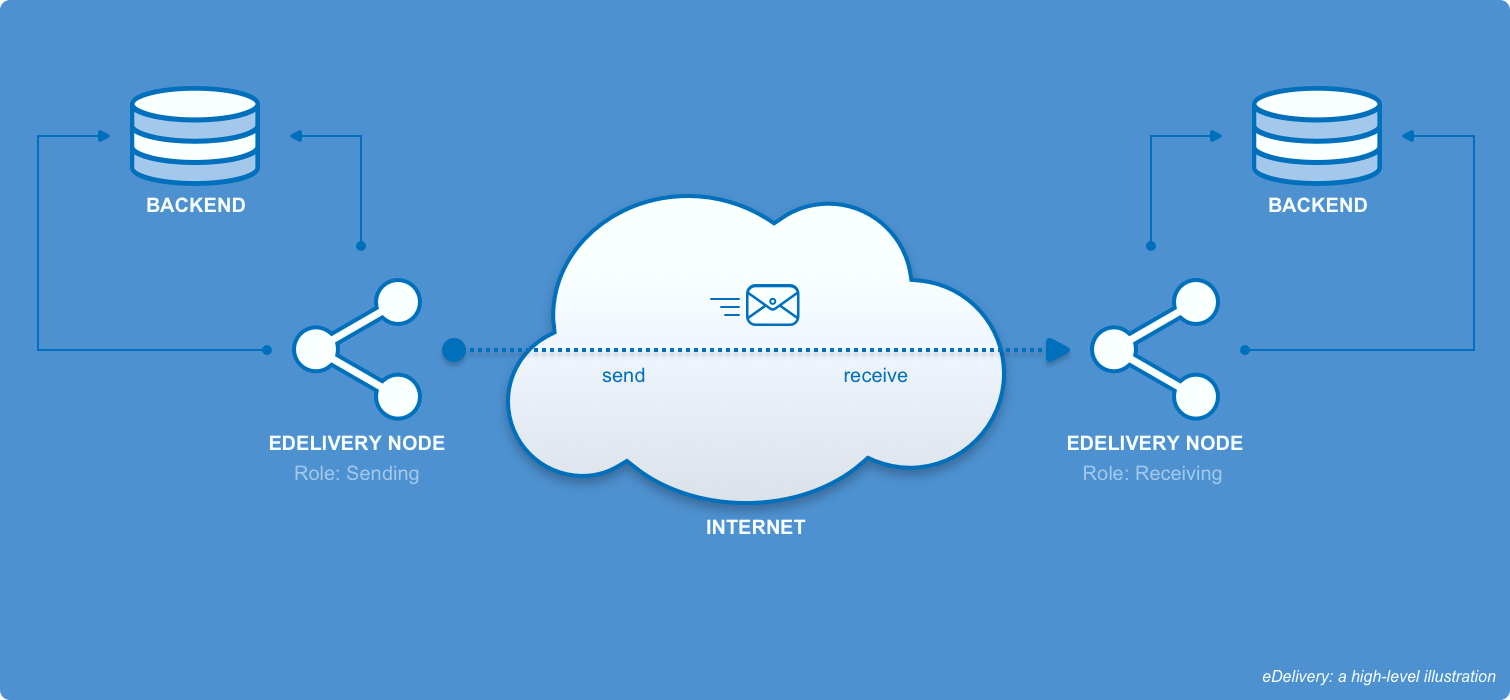 BACKEND
BACKEND
send
receive
EDELIVERY NODE
Role: Sending
EDELIVERY NODE
Role: Receiving
INTERNET
eDelivery: a high-level illustration